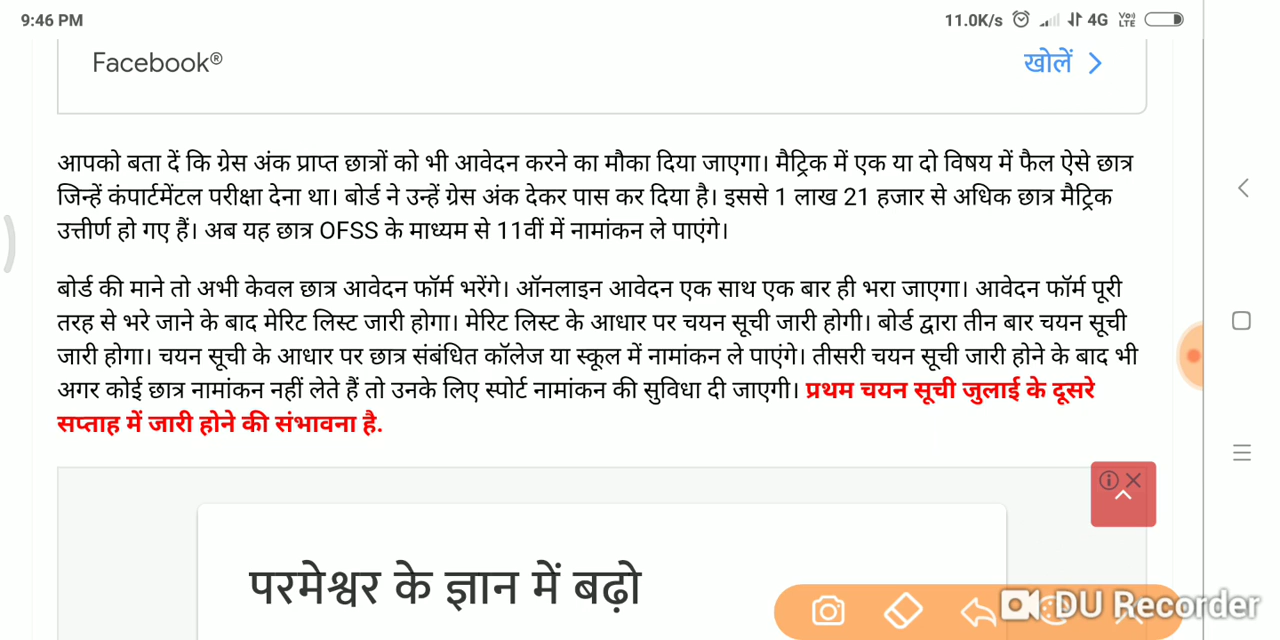 9:46 PM
11.0K/s 4G Vo) LTE
Facebook®
खोलें
आपको बता दें कि ग्रेस अंक प्राप्त छात्रों को भी आवेदन करने का मौका दिया जाएगा। मैट्रिक में एक या दो विषय में फैल ऐसे छात्र
जिन्हें कंपार्टमेंटल परीक्षा देना था। बोर्ड ने उन्हें ग्रेस अंक देकर पास कर दिया है। इससे 1 लाख 21 हजार से अधिक छात्र मैट्रिक
उत्तीर्ण हो गए हैं। अब यह छात्र OFSS के माध्यम से 11वीं में नामांकन ले पाएंगे।
बोर्ड की माने तो अभी केवल छात्र आवेदन फॉर्म भरेंगे। ऑनलाइन आवेदन एक साथ एक बार ही भरा जाएगा। आवेदन फॉर्म पूरी
तरह से भरे जाने के बाद मेरिट लिस्ट जारी होगा। मेरिट लिस्ट के आधार पर चयन सूची जारी होगी। बोर्ड द्वारा तीन बार चयन सूची
जारी होगा। चयन सूची के आधार पर छात्र संबंधित कॉलेज या स्कूल में नामांकन ले पाएंगे। तीसरी चयन सूची जारी होने के बाद भी
अगर कोई छात्र नामांकन नहीं लेते हैं तो उनके लिए स्पोर्ट नामांकन की सुविधा दी जाएगी। प्रथम चयन सूची जुलाई के दूसरे
सप्ताह में जारी होने की संभावना है.
परमेश्वर के ज्ञान में बढ़ो
DU Recorder